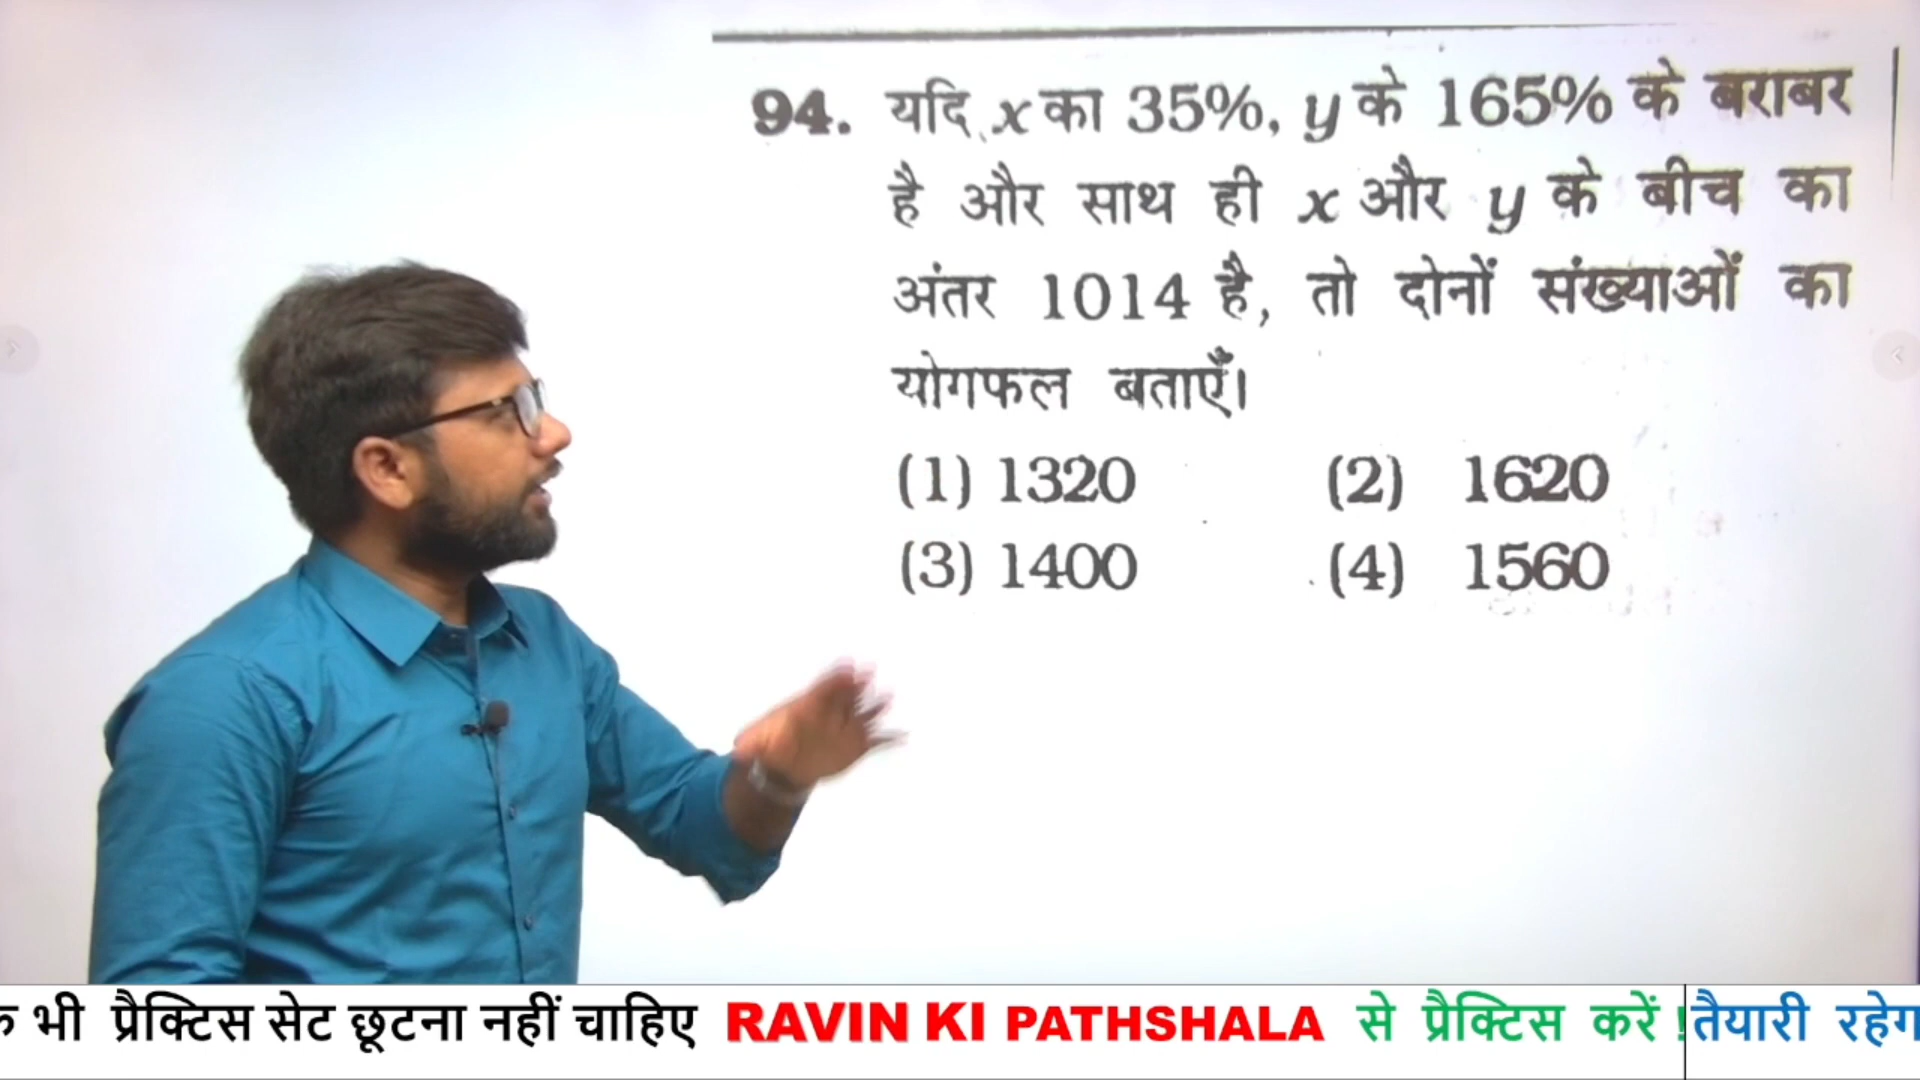 94. यदि x का 35%, y के 165% के बराबर
है और साथ ही x और y के बीच का
अंतर 1014 है, तो दोनों संख्याओं का
योगफल बताएँ।
(1) 1320 (2) 1620
(3) 1400 (4) 1560
भी प्रैक्टिस सेट छूटना नहीं चाहिए RAVIN KI PATHSHALA से प्रैक्टिस करें ! तैयारी